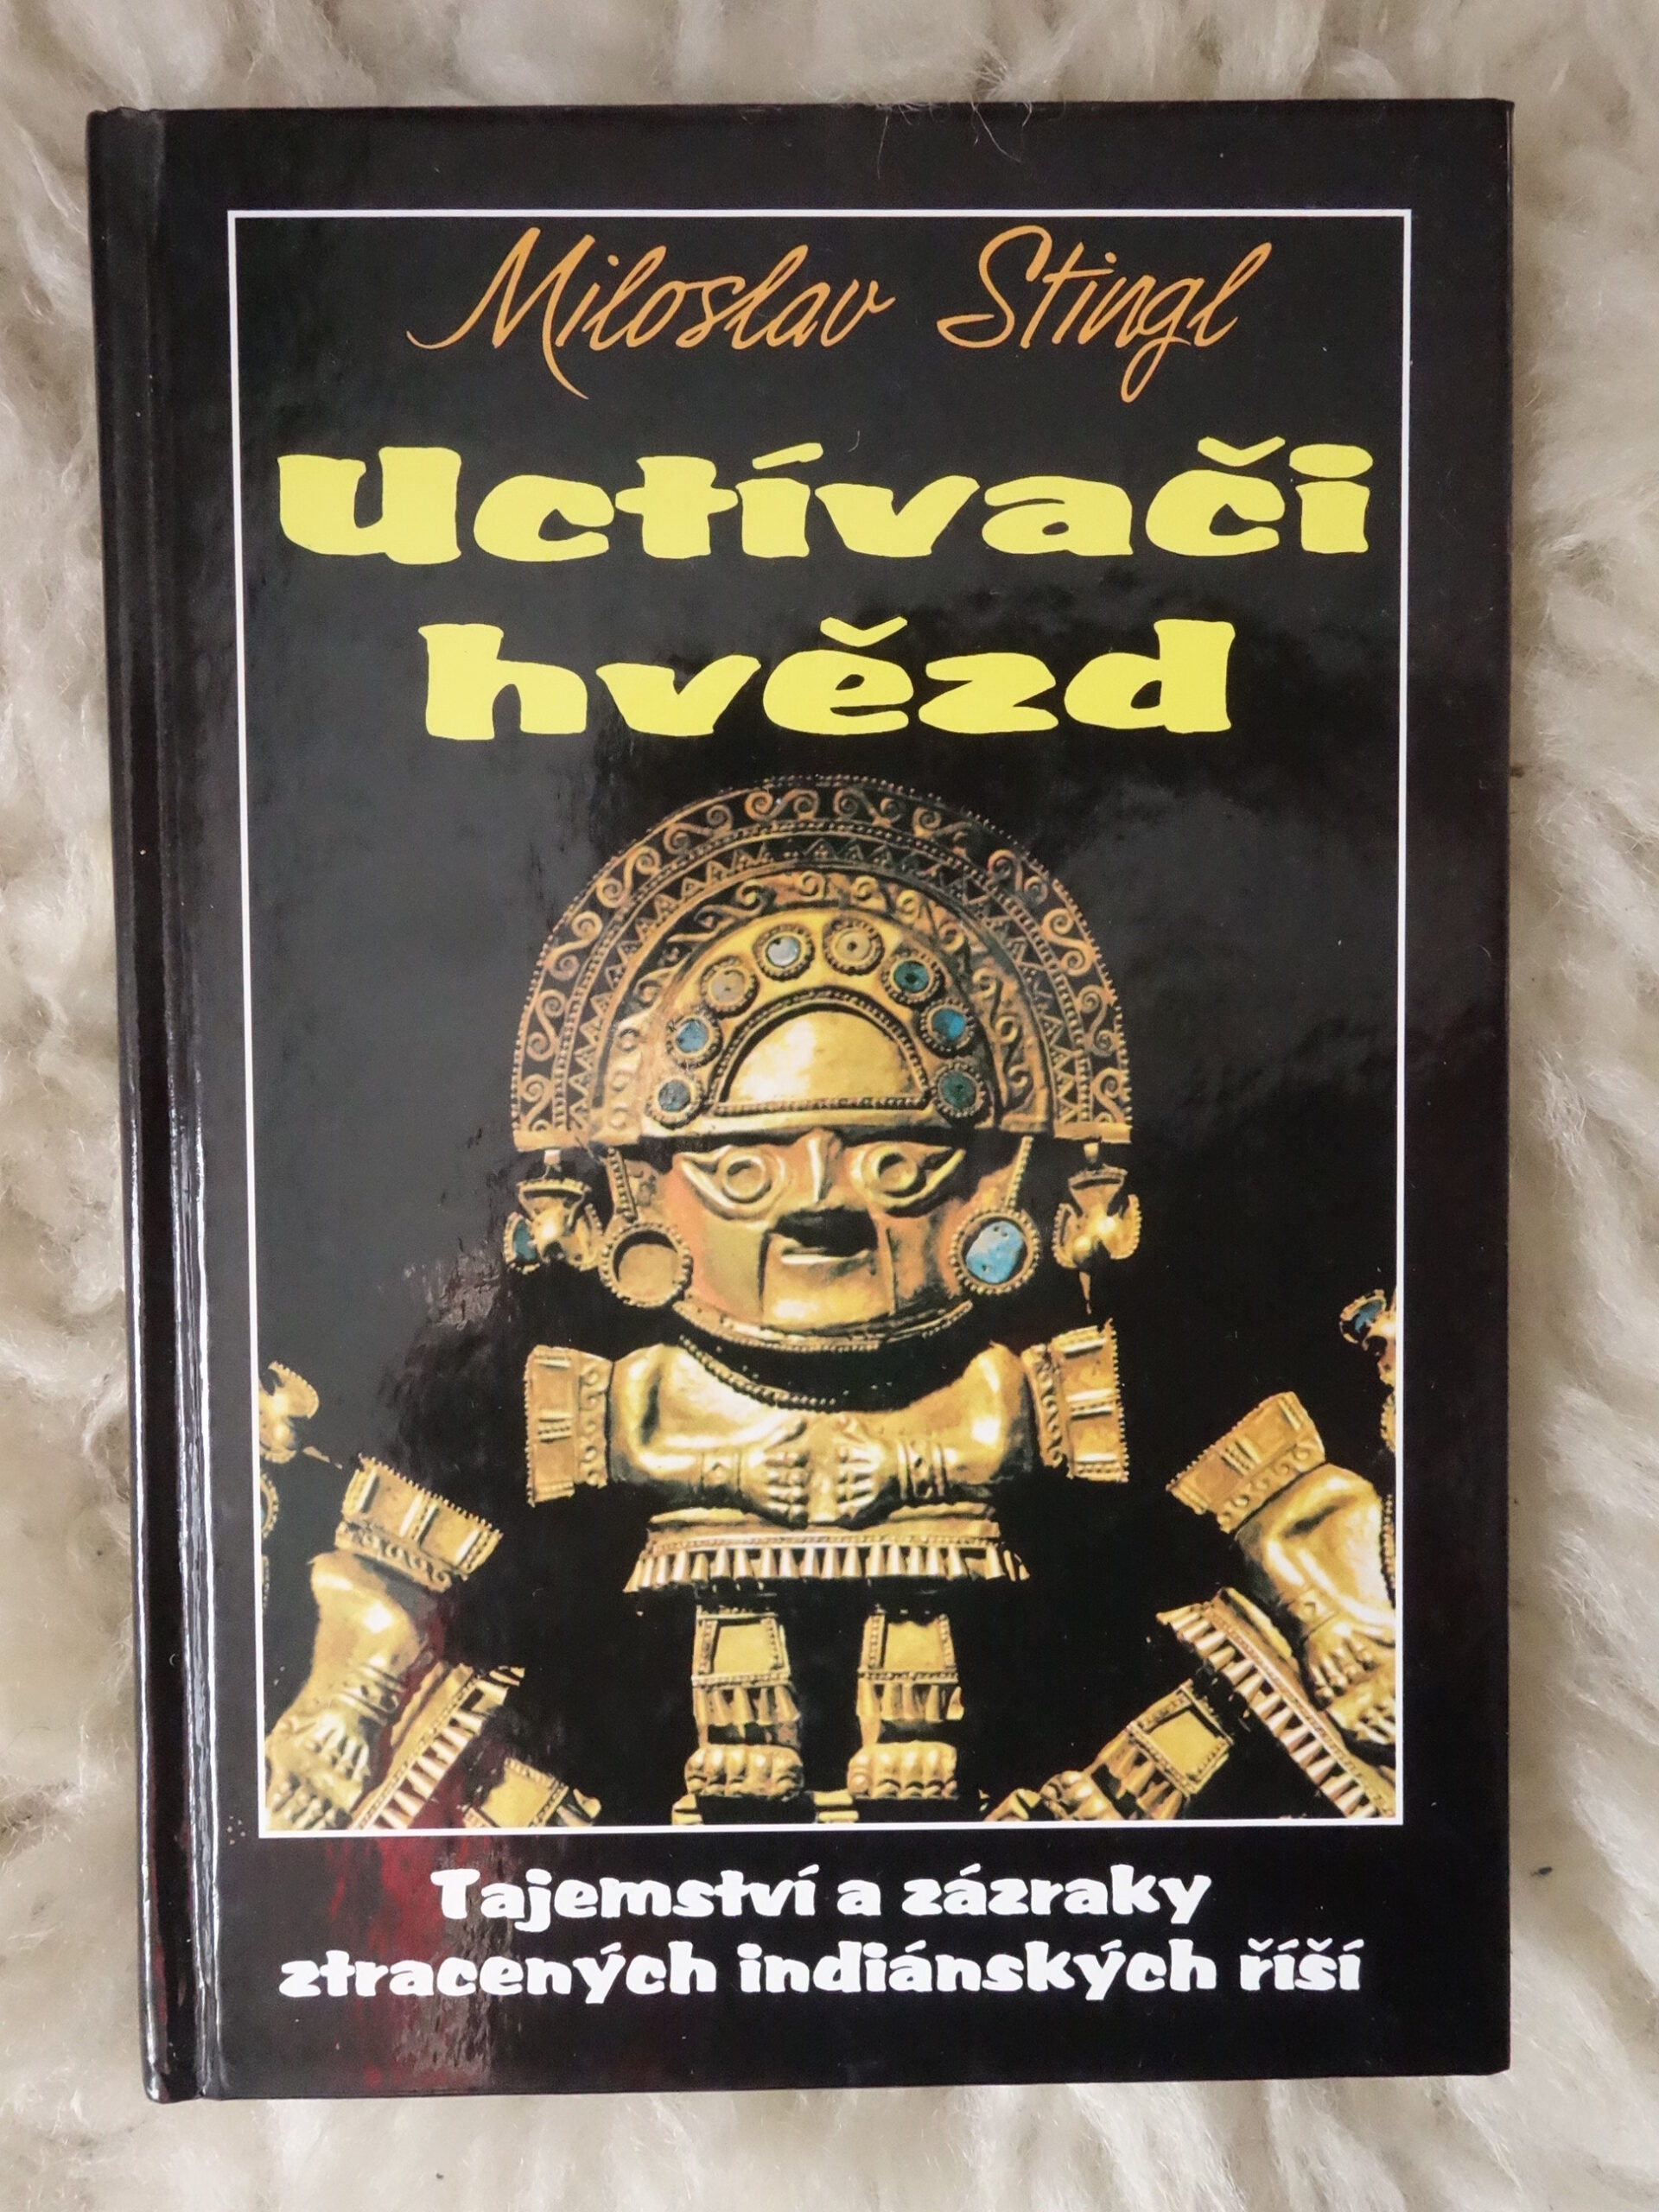 Miloslav Stingl
Uctívači
hvězd
Tajemství a zázraky
ztracených indiánských říší